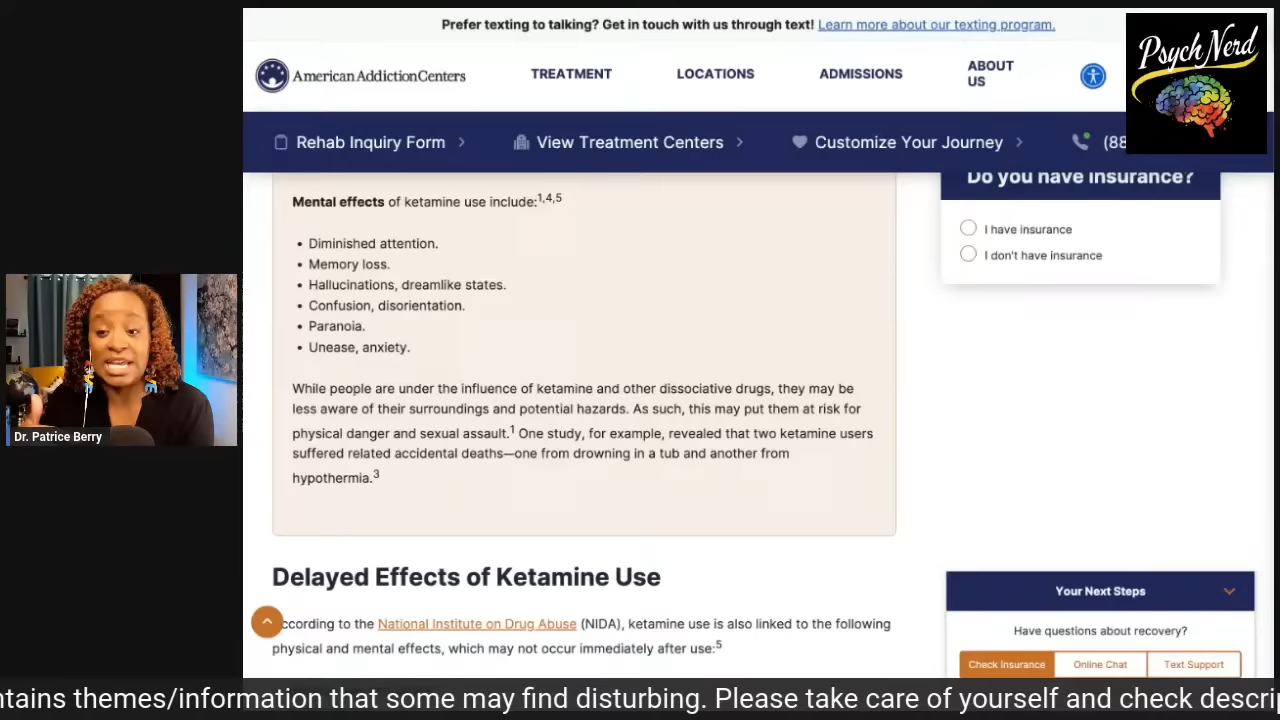 Prefer texting to talking? Get in touch with us through text! Learn more about our texting program.
AmericanAddictionCenters
TREATMENT
LOCATIONS
ADMISSIONS
ABOUT
US
PsychNerd
Rehab Inquiry Form
View Treatment Centers
Customize Your Journey
(88
Do you have insurance?
I have insurance
I don't have insurance
Mental effects of ketamine use include:1,4,5
• Diminished attention.
• Memory loss.
• Hallucinations, dreamlike states.
• Confusion, disorientation.
• Paranoia.
• Unease, anxiety.
While people are under the influence of ketamine and other dissociative drugs, they may be
less aware of their surroundings and potential hazards. As such, this may put them at risk for
physical danger and sexual assault.1 One study, for example, revealed that two ketamine users
suffered related accidental deaths—one from drowning in a tub and another from
hypothermia.3
Dr. Patrice Berry
Delayed Effects of Ketamine Use
ccording to the National Institute on Drug Abuse (NIDA), ketamine use is also linked to the following
physical and mental effects, which may not occur immediately after use:5
Your Next Steps
Have questions about recovery?
Check Insurance
Online Chat
Text Support
ntains themes/information that some may find disturbing. Please take care of yourself and check descrip